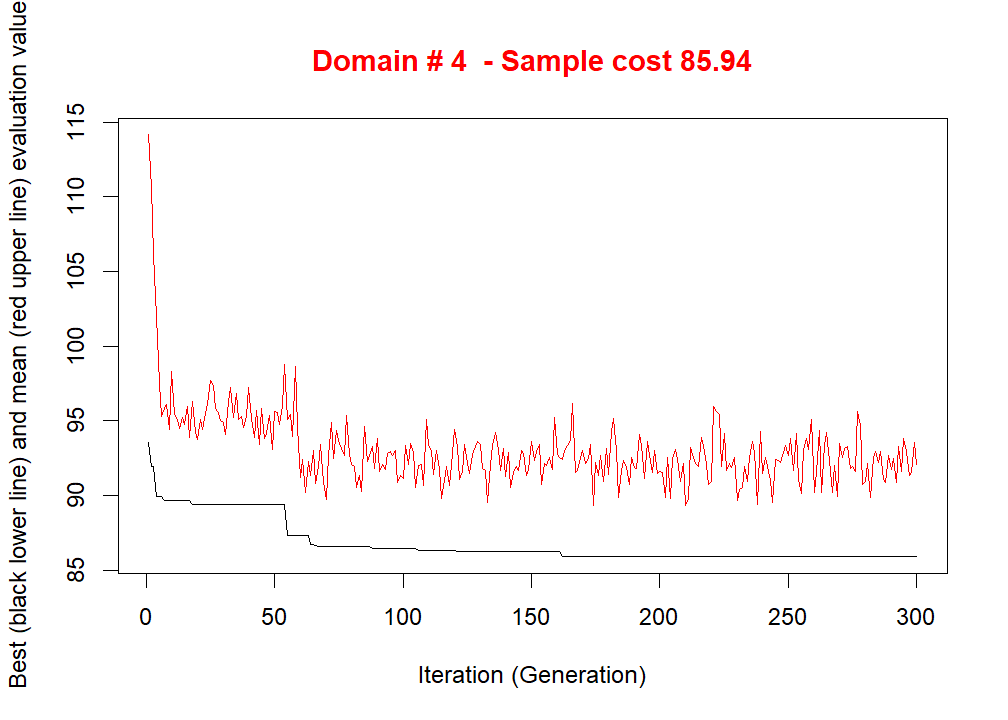 Domain # 4  - Sample cost 85.94
Best (black lower line) and mean (red upper line) evaluation value
115
110
105
100
95
90
85
0 50 100 150 200 250 300
Iteration (Generation)